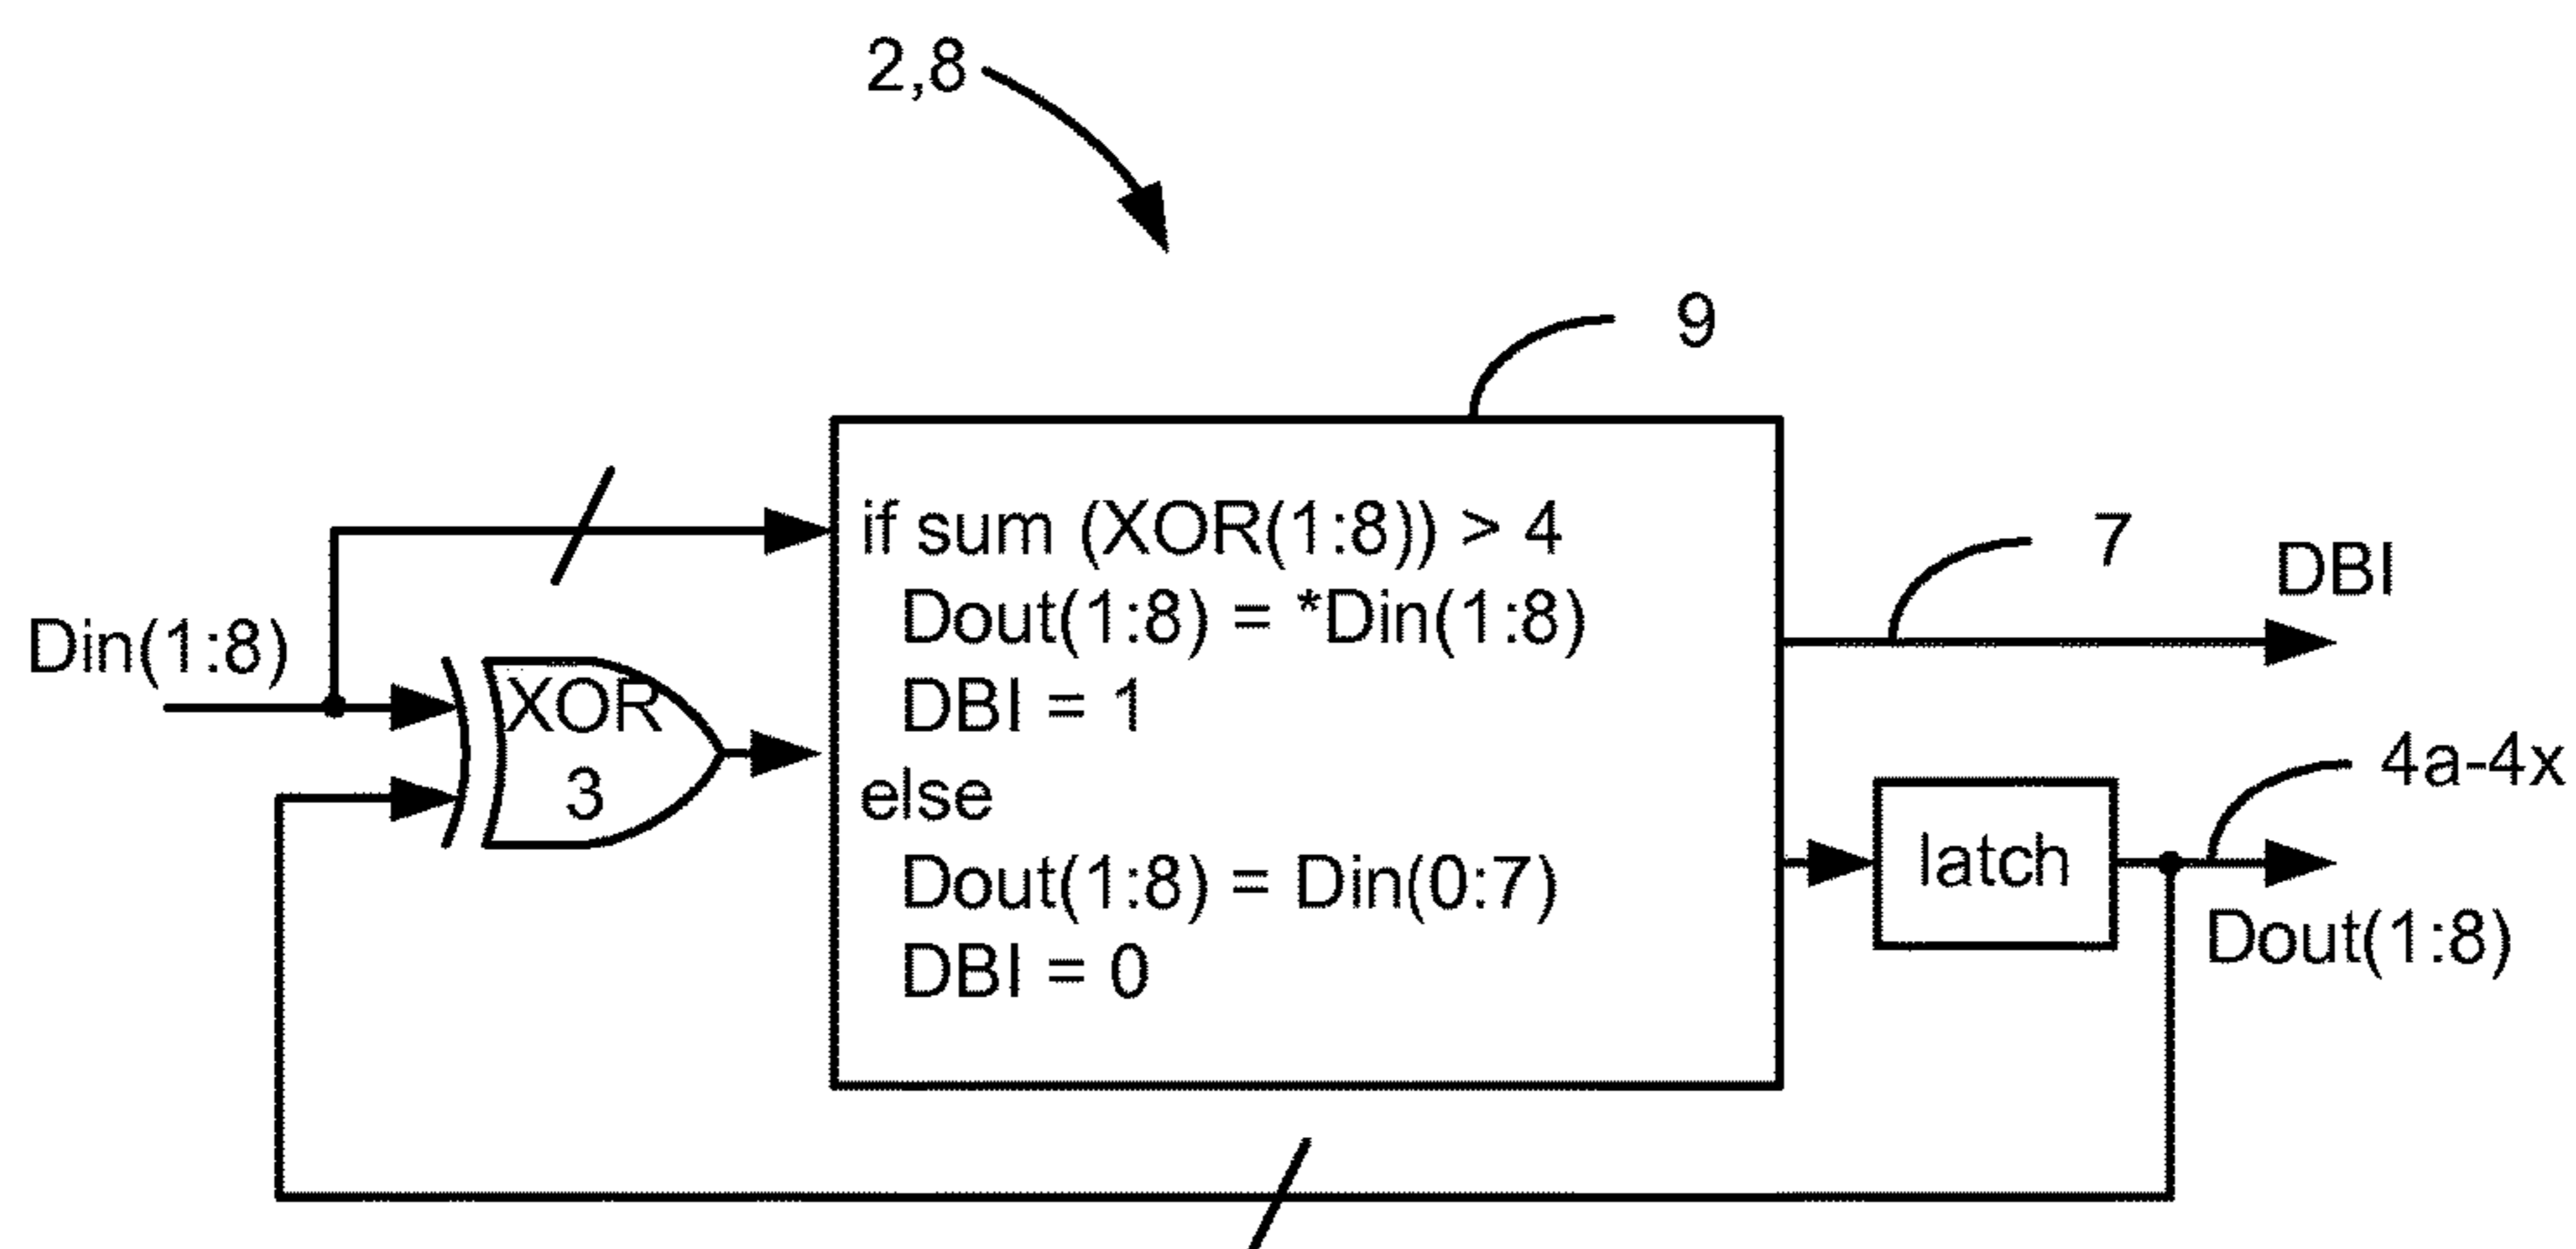 2,8
9
if sum (XOR(1:8)) > 4
Dout(1:8) = *Din(1:8)
DBI = 1
else
Dout(1:8) = Din(0:7)
DBI = 0
Din(1:8)
XOR
3
7
DBI
latch
4a-4x
Dout(1:8)